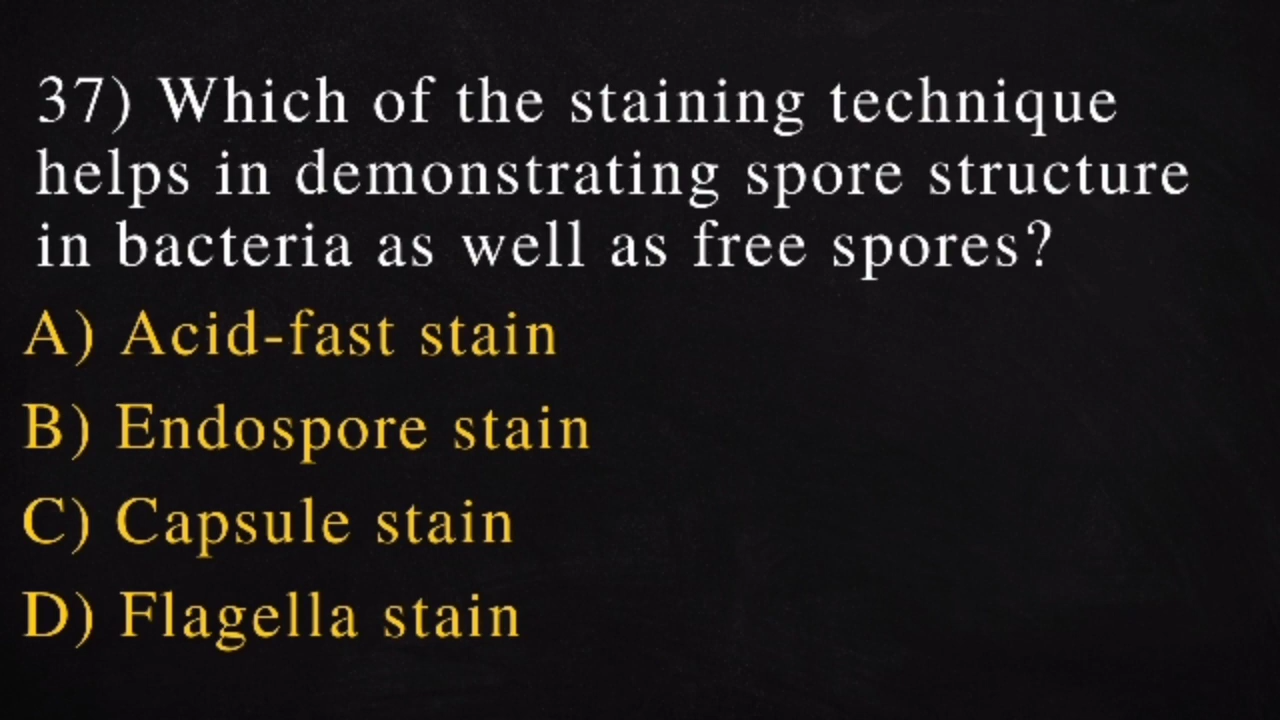 37) Which of the staining technique
helps in demonstrating spore structure
in bacteria as well as free spores?
A) Acid-fast stain
B) Endospore stain
C) Capsule stain
D) Flagella stain